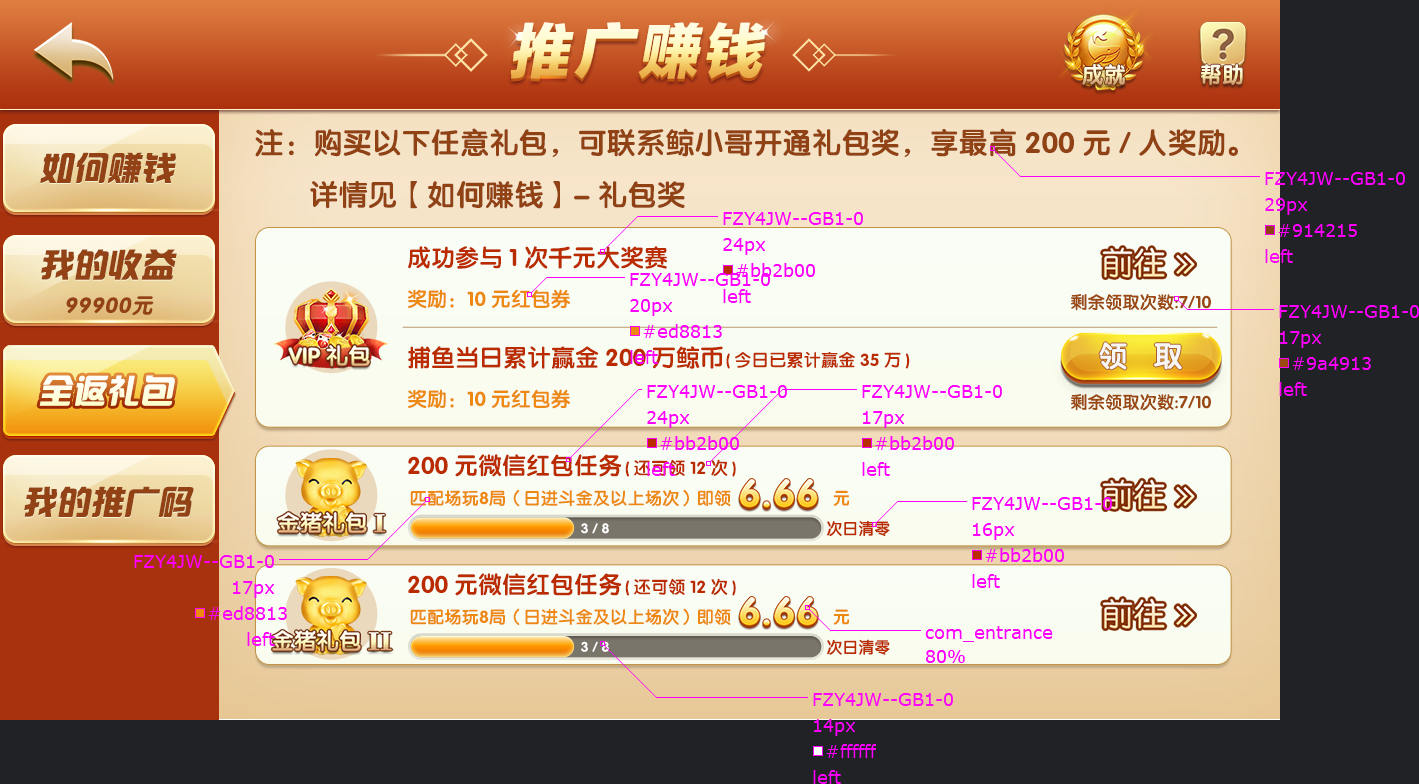 推广赚钱
成就
帮助
如何赚钱
我的收益
99900元
全返礼包
我的推广码
注：购买以下任意礼包，可联系鲸小哥开通礼包奖，享最高 200 元 / 人奖励。
详情见【 如何赚钱 】– 礼包奖
FZY4JW--GB1-0
29px
#914215
left
VIP 礼包
成功参与 1 次千元大奖赛
FZY4JW--GB1-0
24px
#bb2b00
left
奖励：10 元红包券
FZY4JW--GB1-0
20px
#ed8813
left
前往
剩余领取次数:7/10
FZY4JW--GB1-0
17px
#9a4913
left
捕鱼当日累计赢金 200 万鲸币( 今日已累计赢金 35 万 )
奖励：10 元红包券
领 取
剩余领取次数:7/10
FZY4JW--GB1-0
24px
#bb2b00
left
FZY4JW--GB1-0
17px
#bb2b00
left
金猪礼包 I
200 元微信红包任务( 还可领 12 次 )
匹配场玩8局（日进斗金及以上场次）即领 6.66 元
3 / 8
次日清零
前往
FZY4JW--GB1-0
16px
#bb2b00
left
FZY4JW--GB1-0
17px
#ed8813
left
金猪礼包 II
200 元微信红包任务( 还可领 12 次 )
匹配场玩8局（日进斗金及以上场次）即领 6.66 元
3 / 8
次日清零
前往
com_entrance
80%
FZY4JW--GB1-0
14px
#ffffff
left